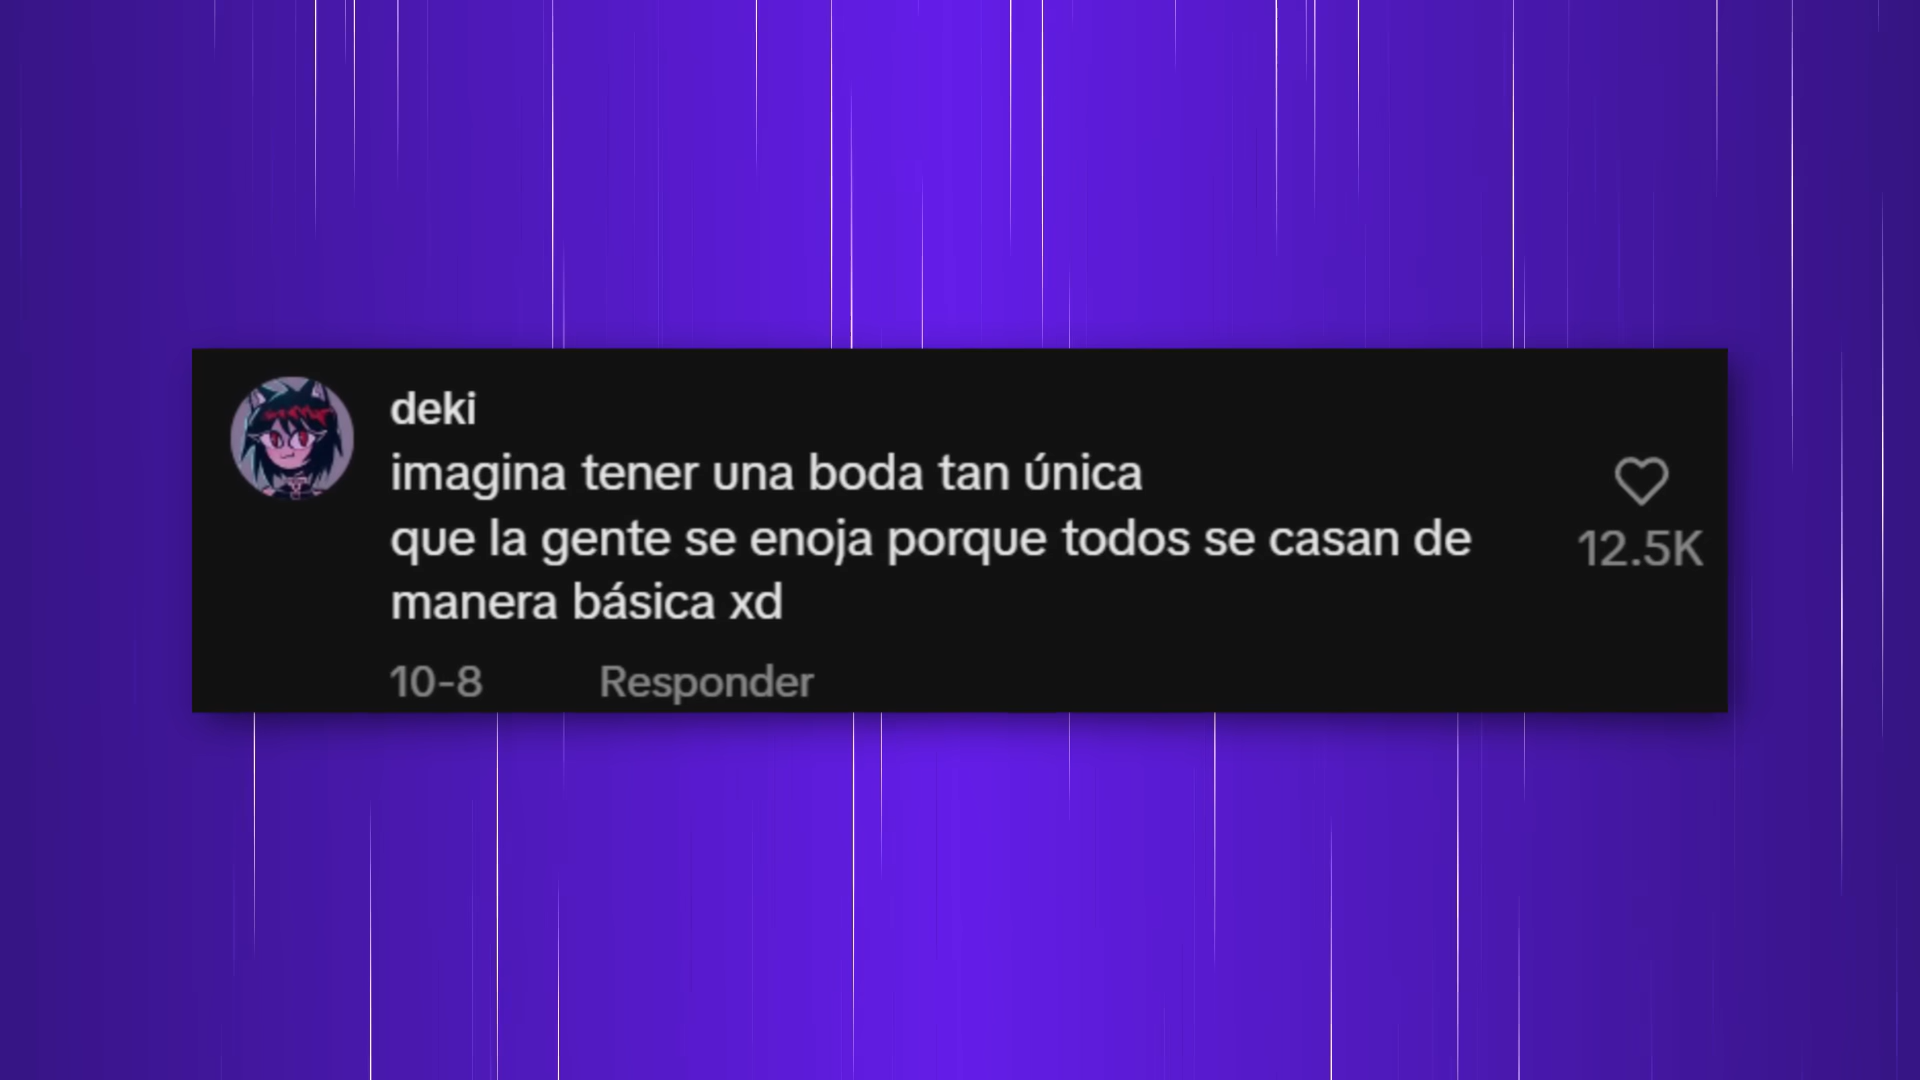 deki
imagina tener una boda tan única
que la gente se enoja porque todos se casan de
manera básica xd
12.5K
10-8 Responder